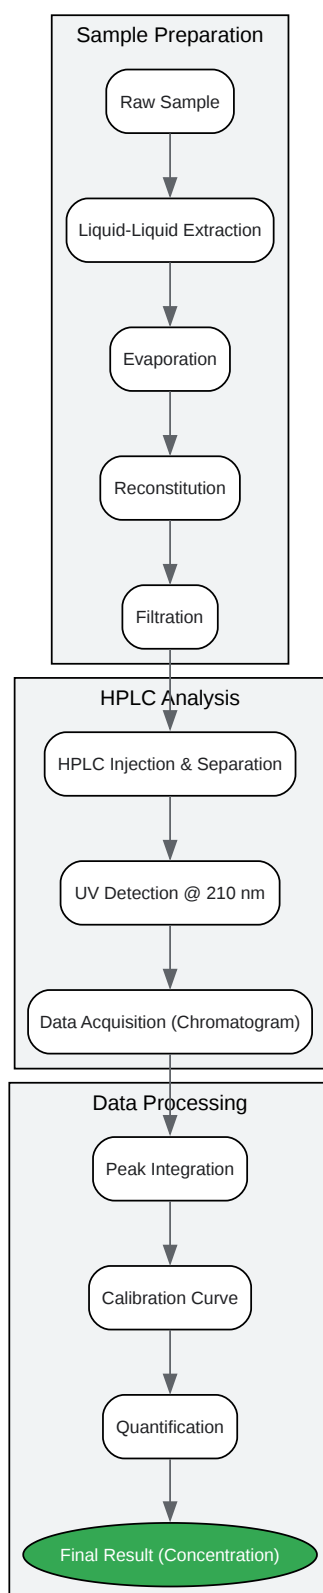 Sample Preparation
Raw Sample
Liquid-Liquid Extraction
Evaporation
Reconstitution
Filtration
HPLC Analysis
HPLC Injection & Separation
UV Detection @ 210 nm
Data Acquisition (Chromatogram)
Data Processing
Peak Integration
Calibration Curve
Quantification
Final Result (Concentration)